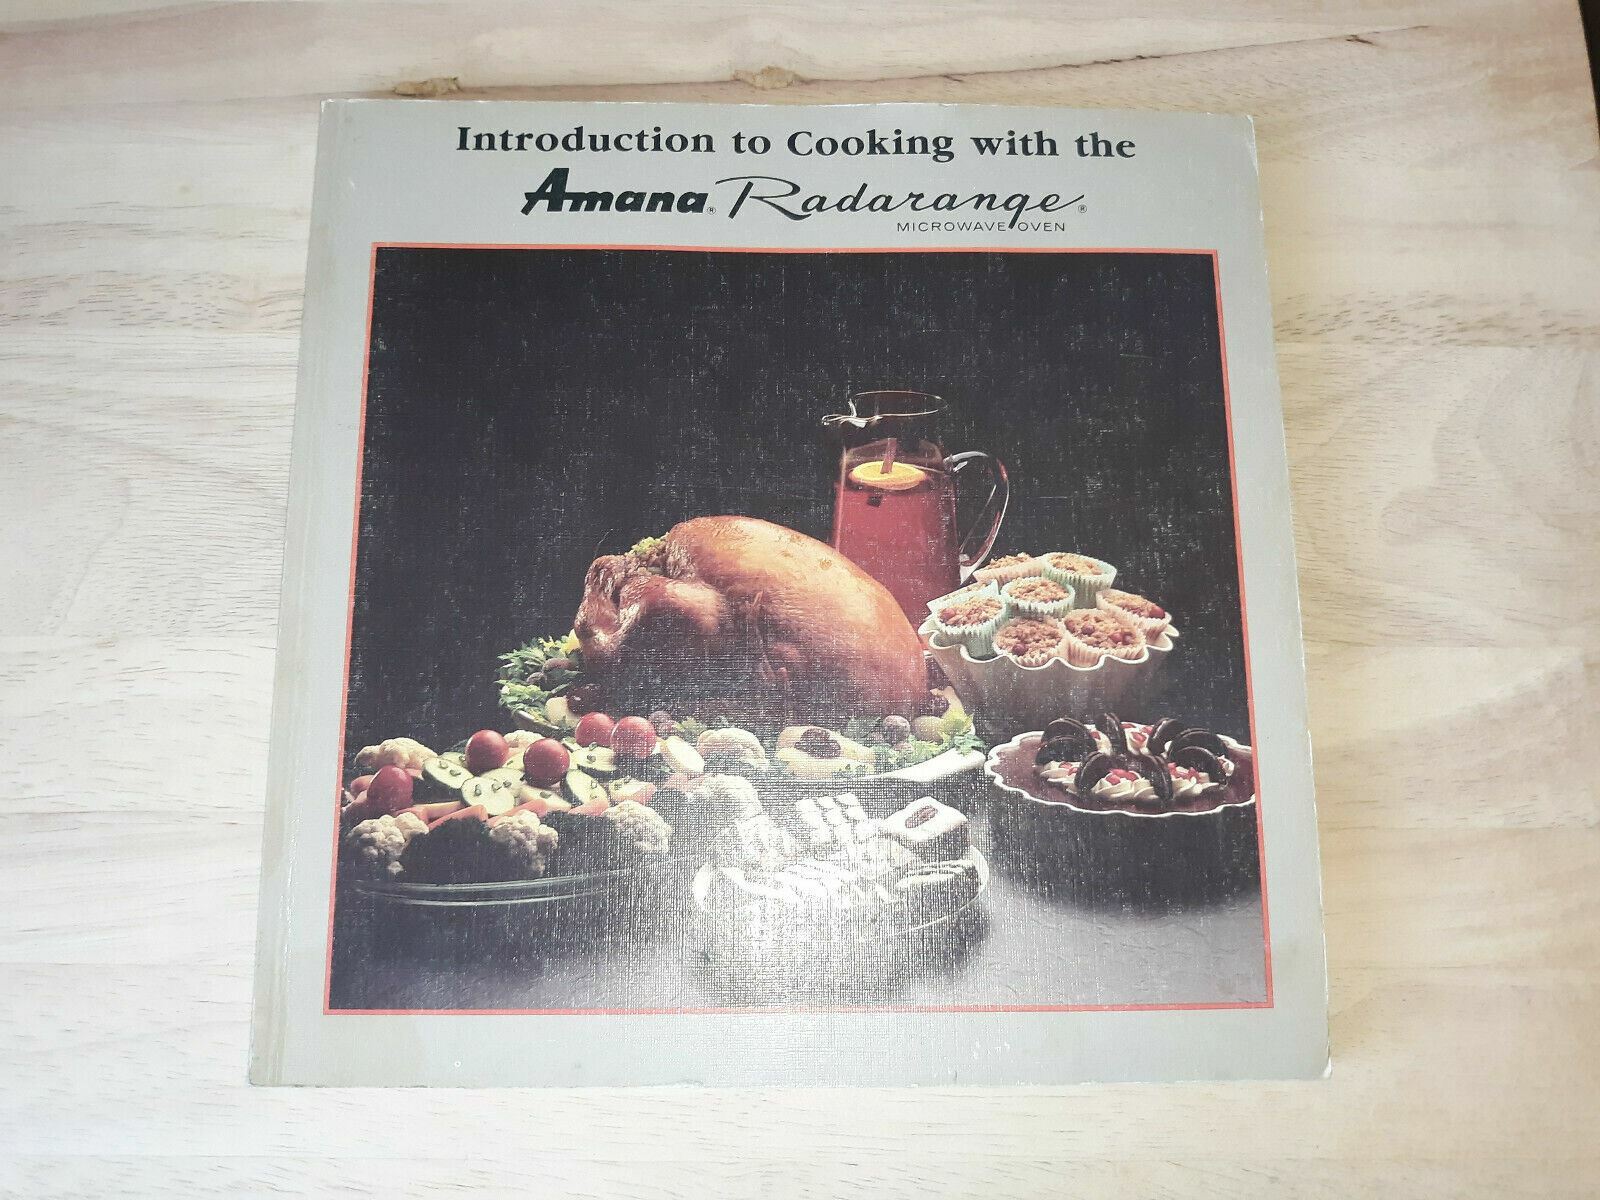 Introduction to Cooking with the
Amana® Radarange®
MICROWAVE OVEN